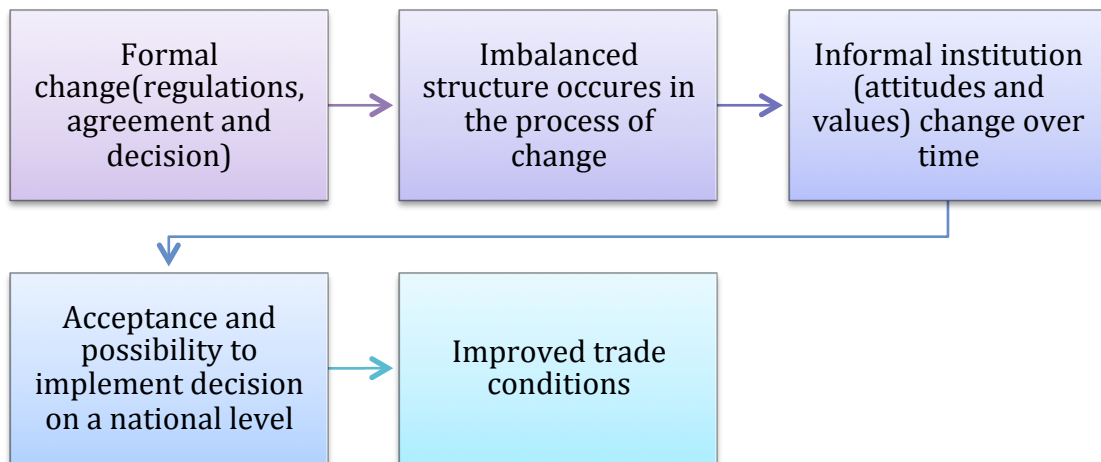 Formal
change(regulations,
agreement and
decision)
Imbalanced
structure occures in
the process of
change
Informal institution
(attitudes and
values) change over
time
Acceptance and
possibility to
implement decision
on a national level
Improved trade
conditions